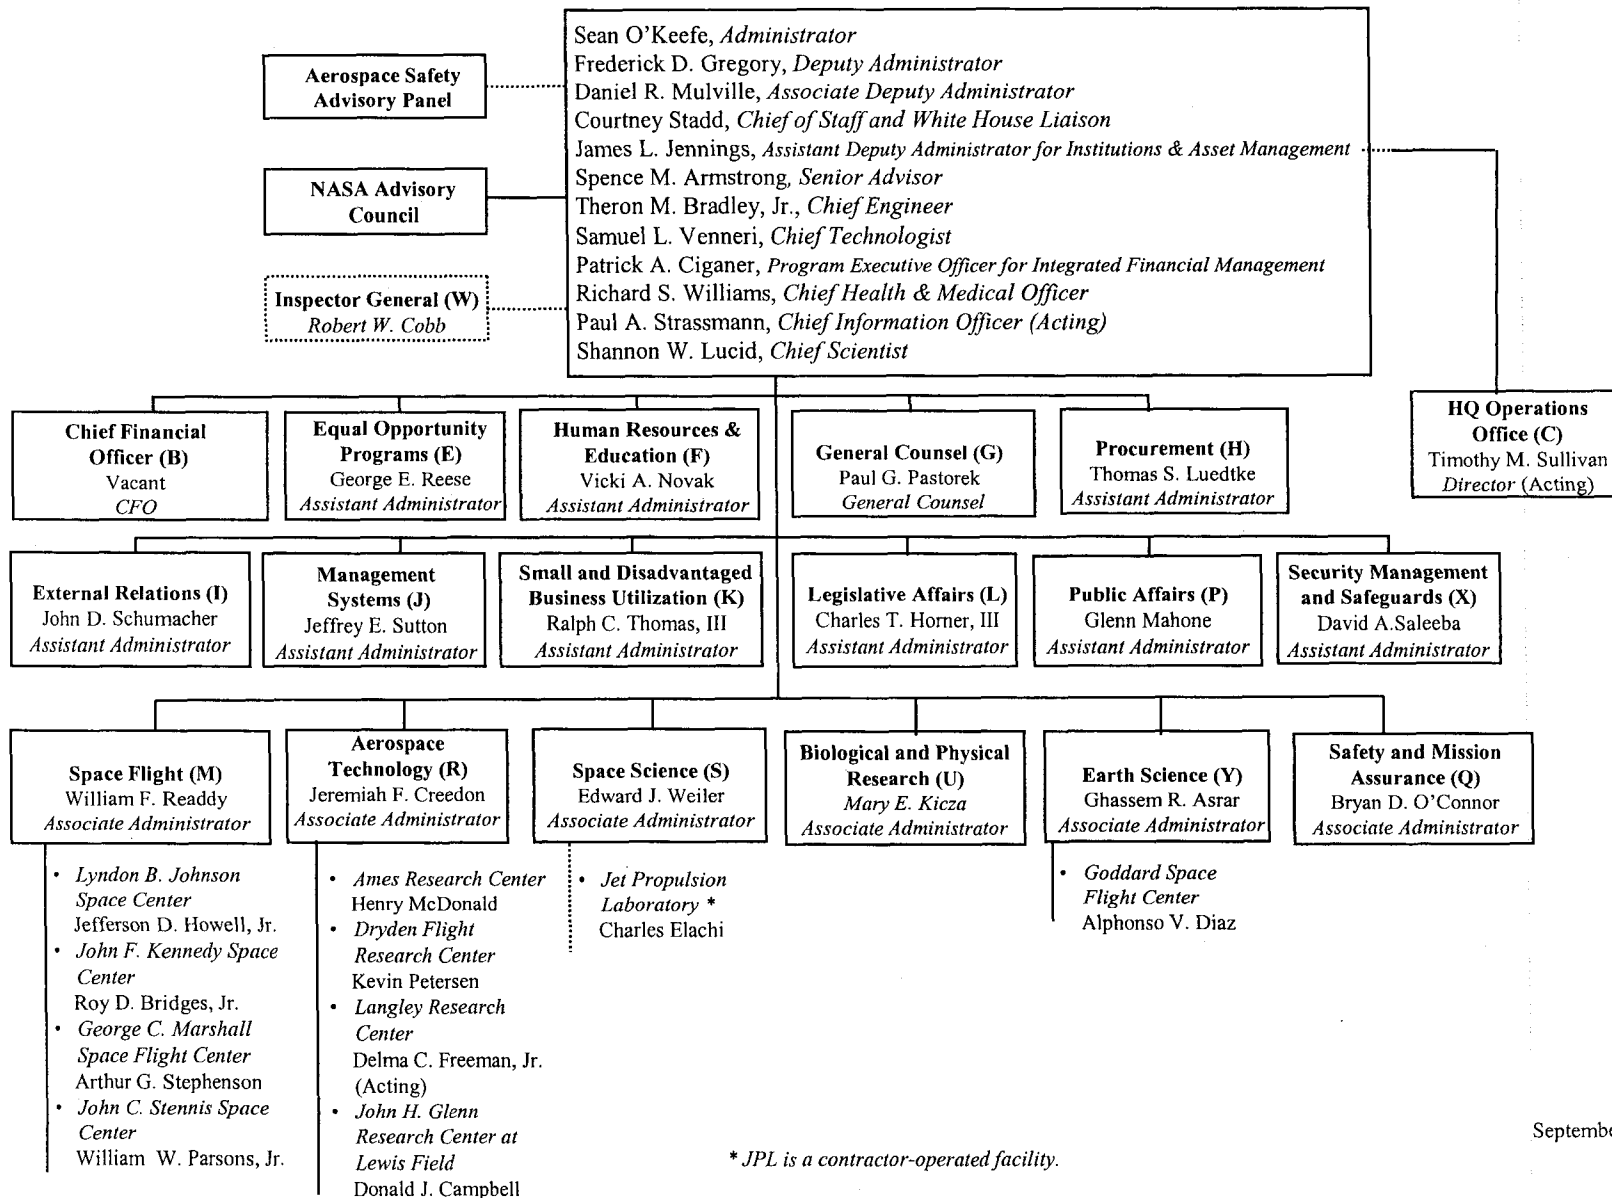 Sean O'Keefe, Administrator
Frederick D. Gregory, Deputy Administrator
Daniel R. Mulville, Associate Deputy Administrator
Courtney Stadd, Chief of Staff and White House Liaison
James L. Jennings, Assistant Deputy Administrator for Institutions & Asset Management
Spence M. Armstrong, Senior Advisor
Theron M. Bradley, Jr., Chief Engineer
Samuel L. Venneri, Chief Technologist
Patrick A. Ciganer, Program Executive Officer for Integrated Financial Management
Richard S. Williams, Chief Health & Medical Officer
Paul A. Strassmann, Chief Information Officer (Acting)
Shannon W. Lucid, Chief Scientist
Aerospace Safety
Advisory Panel
NASA Advisory
Council
Inspector General (W)
Robert W. Cobb
Chief Financial
Officer (B)
Vacant
CFO
Equal Opportunity
Programs (E)
George E. Reese
Assistant Administrator
Human Resources &
Education (F)
Vicki A. Novak
Assistant Administrator
General Counsel (G)
Paul G. Pastorek
General Counsel
Procurement (H)
Thomas S. Luedtke
Assistant Administrator
HQ Operations
Office (C)
Timothy M. Sullivan
Director (Acting)
External Relations (I)
John D. Schumacher
Assistant Administrator
Management
Systems (J)
Jeffrey E. Sutton
Assistant Administrator
Small and Disadvantaged
Business Utilization (K)
Ralph C. Thomas, III
Assistant Administrator
Legislative Affairs (L)
Charles T. Horner, III
Assistant Administrator
Public Affairs (P)
Glenn Mahone
Assistant Administrator
Security Management
and Safeguards (X)
David A.Saleeba
Assistant Administrator
Space Flight (M)
William F. Readdy
Associate Administrator
Aerospace
Technology (R)
Jeremiah F. Creedon
Associate Administrator
Space Science (S)
Edward J. Weiler
Associate Administrator
Biological and Physical
Research (U)
Mary E. Kicza
Associate Administrator
Earth Science (Y)
Ghassem R. Asrar
Associate Administrator
Safety and Mission
Assurance (Q)
Bryan D. O'Connor
Associate Administrator
• Lyndon B. Johnson
Space Center
Jefferson D. Howell, Jr.
• John F. Kennedy Space
Center
Roy D. Bridges, Jr.
• George C. Marshall
Space Flight Center
Arthur G. Stephenson
• John C. Stennis Space
Center
William W. Parsons, Jr.
• Ames Research Center
Henry McDonald
• Dryden Flight
Research Center
Kevin Petersen
• Langley Research
Center
Delma C. Freeman, Jr.
(Acting)
• John H. Glenn
Research Center at
Lewis Field
Donald J. Campbell
• Jet Propulsion
Laboratory *
Charles Elachi
• Goddard Space
Flight Center
Alphonso V. Diaz
* JPL is a contractor-operated facility.